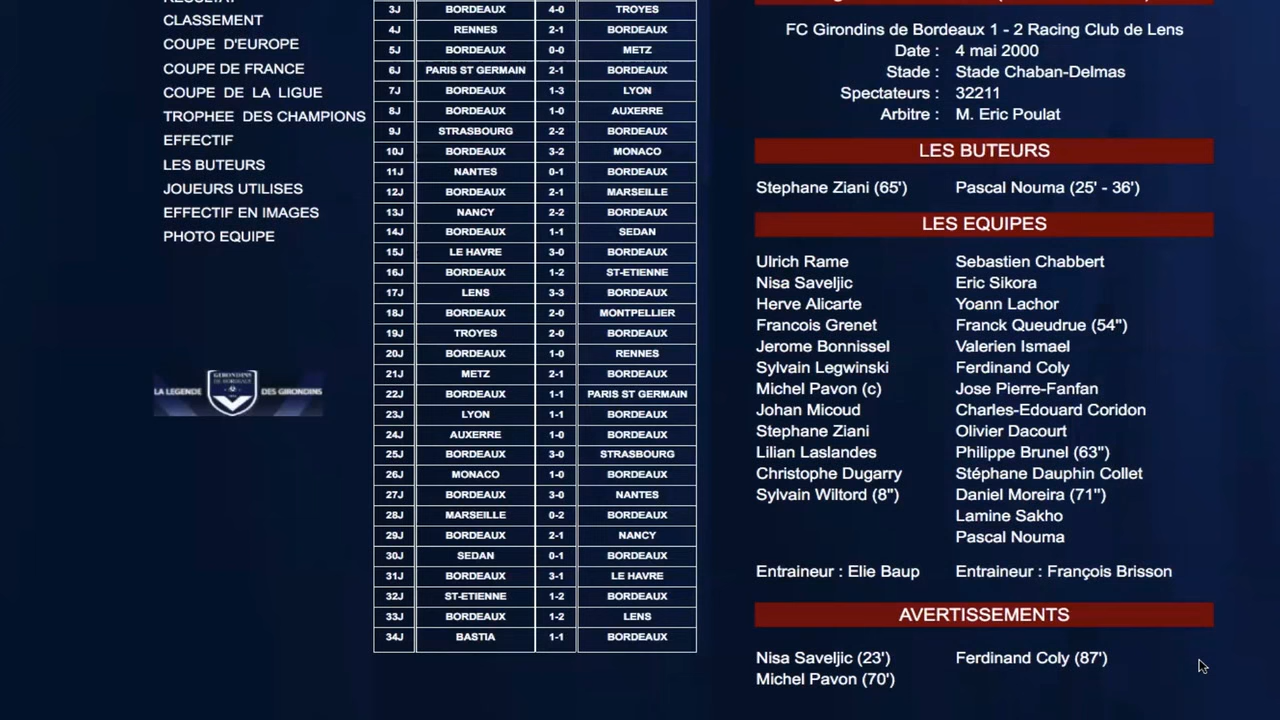 CLASSEMENT
COUPE D'EUROPE
COUPE DE FRANCE
COUPE DE LA LIGUE
TROPHEE DES CHAMPIONS
EFFECTIF
LES BUTEURS
JOUEURS UTILISES
EFFECTIF EN IMAGES
PHOTO EQUIPE
LA LEGENDE GIRONDINS DE BORDEAUX DES GIRONDINS
3J BORDEAUX 4-0 TROYES
4J RENNES 2-1 BORDEAUX
5J BORDEAUX 0-0 METZ
6J PARIS ST GERMAIN 2-1 BORDEAUX
7J BORDEAUX 1-3 LYON
8J BORDEAUX 1-0 AUXERRE
9J STRASBOURG 2-2 BORDEAUX
10J BORDEAUX 3-2 MONACO
11J NANTES 0-1 BORDEAUX
12J BORDEAUX 2-1 MARSEILLE
13J NANCY 2-2 BORDEAUX
14J BORDEAUX 1-1 SEDAN
15J LE HAVRE 3-0 BORDEAUX
16J BORDEAUX 1-2 ST-ETIENNE
17J LENS 3-3 BORDEAUX
18J BORDEAUX 2-0 MONTPELLIER
19J TROYES 2-0 BORDEAUX
20J BORDEAUX 1-0 RENNES
21J METZ 2-1 BORDEAUX
22J BORDEAUX 1-1 PARIS ST GERMAIN
23J LYON 1-1 BORDEAUX
24J AUXERRE 1-0 BORDEAUX
25J BORDEAUX 3-0 STRASBOURG
26J MONACO 1-0 BORDEAUX
27J BORDEAUX 3-0 NANTES
28J MARSEILLE 0-2 BORDEAUX
29J BORDEAUX 2-1 NANCY
30J SEDAN 0-1 BORDEAUX
31J BORDEAUX 3-1 LE HAVRE
32J ST-ETIENNE 1-2 BORDEAUX
33J BORDEAUX 1-2 LENS
34J BASTIA 1-1 BORDEAUX
FC Girondins de Bordeaux 1 - 2 Racing Club de Lens
Date : 4 mai 2000
Stade : Stade Chaban-Delmas
Spectateurs : 32211
Arbitre : M. Eric Poulat
LES BUTEURS
Stephane Ziani (65') Pascal Nouma (25' - 36')
LES EQUIPES
Ulrich Rame Sebastien Chabbert
Nisa Saveljic Eric Sikora
Herve Alicarte Yoann Lachor
Francois Grenet Franck Queudrue (54")
Jerome Bonnissel Valerien Ismael
Sylvain Legwinski Ferdinand Coly
Michel Pavon (c) Jose Pierre-Fanfan
Johan Micoud Charles-Edouard Coridon
Stephane Ziani Olivier Dacourt
Lilian Laslandes Philippe Brunel (63")
Christophe Dugarry Stéphane Dauphin Collet
Sylvain Wiltord (8") Daniel Moreira (71")
Lamine Sakho
Pascal Nouma
Entraineur : Elie Baup Entraineur : François Brisson
AVERTISSEMENTS
Nisa Saveljic (23') Ferdinand Coly (87')
Michel Pavon (70')